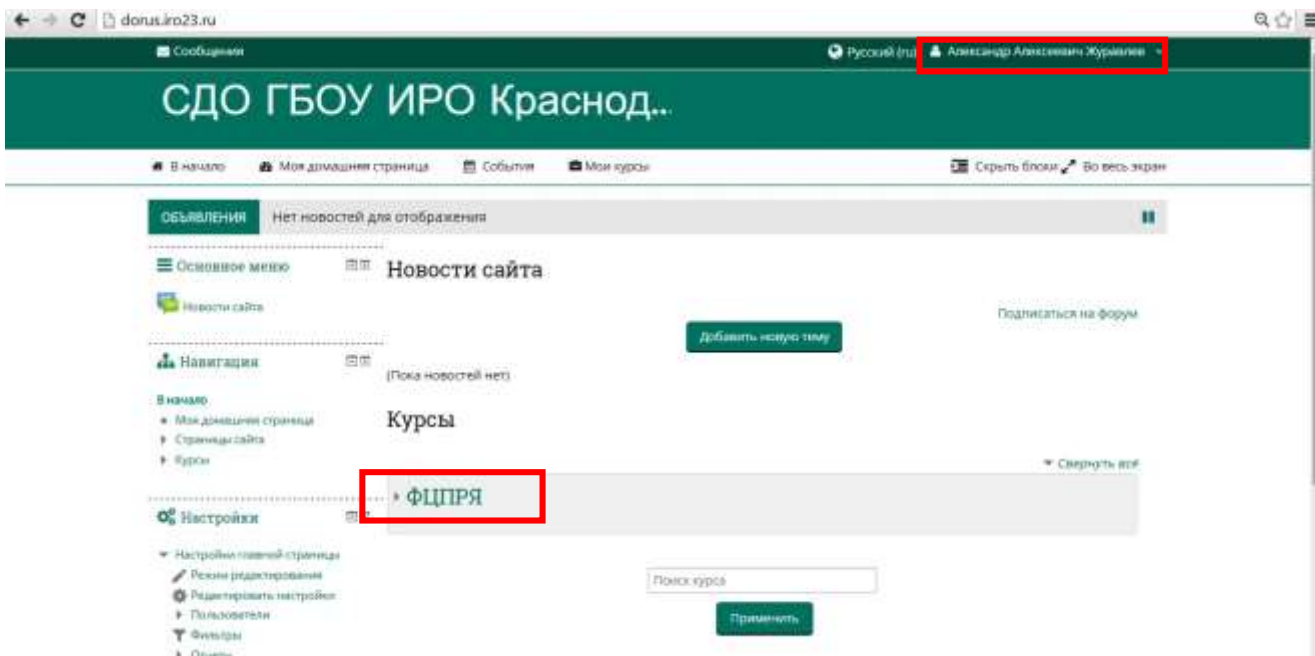 dorus.iro23.ru
Сообщения Русский (ru) Александр Алексеевич Журавлев
СДО ГБОУ ИРО Краснод...
В начало Моя домашняя страница События Мои курсы Скрыть блоки Во весь экран
ОБЪЯВЛЕНИЯ Нет новостей для отображения
Основное меню
Новости сайта
Навигация
В начало
Моя домашняя страница
Страницы сайта
Курсы
Настройки
Настройки главной страницы
Режим редактирования
Редактировать настройки
Пользователи
Фильтры
Отчеты
Новости сайта
Подписаться на форум
Добавить новую тему
(Пока новостей нет)
Курсы
Свернуть всё
ФЦПРЯ
Поиск курса
Применить